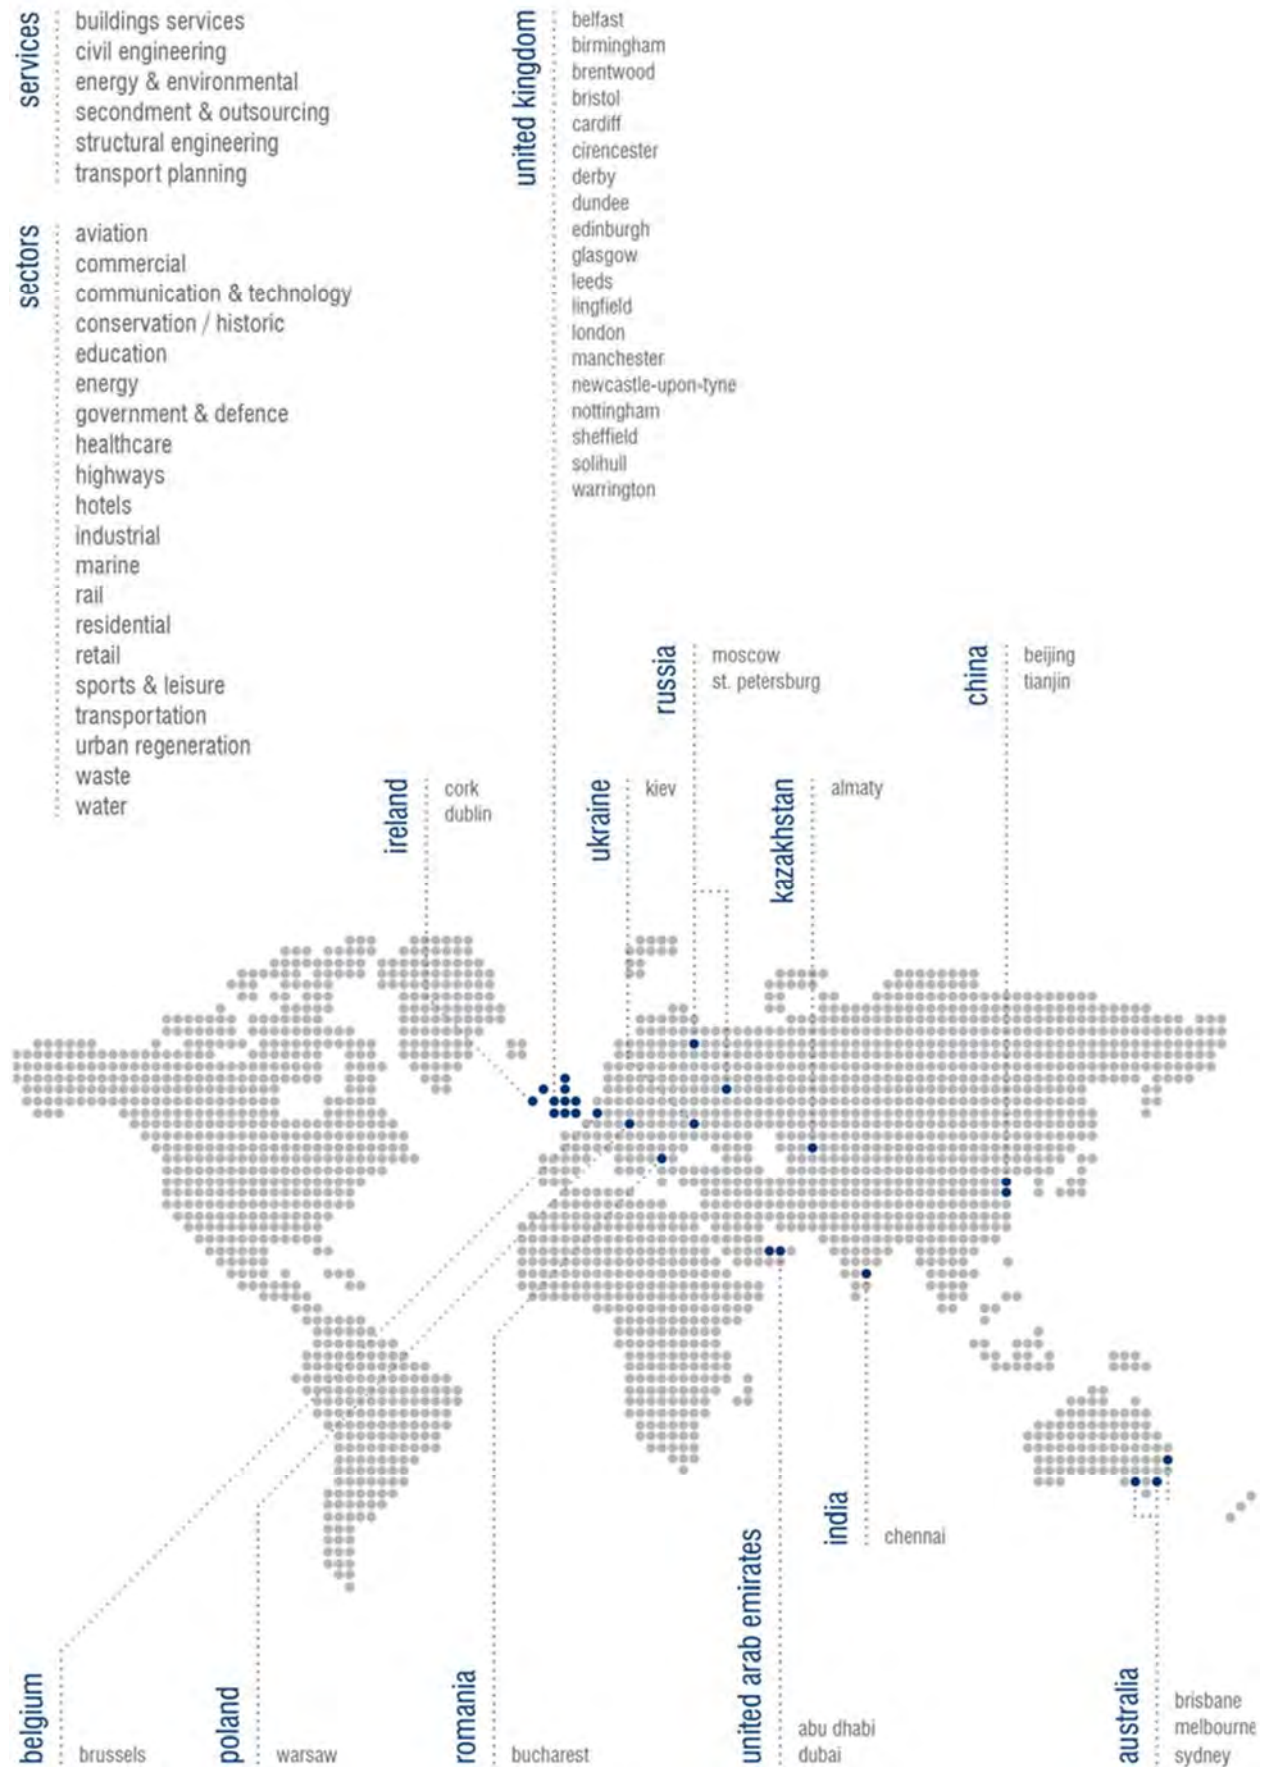 services
buildings services
civil engineering
energy & environmental
secondment & outsourcing
structural engineering
transport planning
sectors
aviation
commercial
communication & technology
conservation / historic
education
energy
government & defence
healthcare
highways
hotels
industrial
marine
rail
residential
retail
sports & leisure
transportation
urban regeneration
waste
water
united kingdom
belfast
birmingham
brentwood
bristol
cardiff
cirencester
derby
dundee
edinburgh
glasgow
leeds
lingfield
london
manchester
newcastle-upon-tyne
nottingham
sheffield
solihull
warrington
russia
moscow
st. petersburg
china
beijing
tianjin
ireland
cork
dublin
ukraine
kiev
kazakhstan
almaty
india
chennai
belgium
brussels
poland
warsaw
romania
bucharest
united arab emirates
abu dhabi
dubai
australia
brisbane
melbourne
sydney